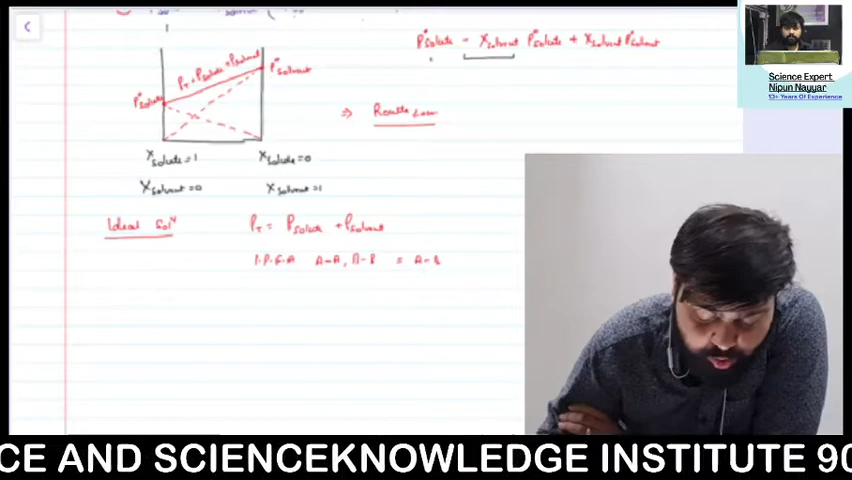 P*solute - Xsolvent P*solute + Xsolvent P*solvent
PT = Psolute + Psolvent
P*solvent
P*solute
⇒ Roults Law
Xsolute=1 Xsolute=0
Xsolvent=0 Xsolvent=1
Ideal Solⁿ PT = Psolute + Psolvent
A-A, B-B = A-B
Science Expert
Nipun Nayyar
13+ Years Of Experience
CE AND SCIENCEKNOWLEDGE INSTITUTE 90